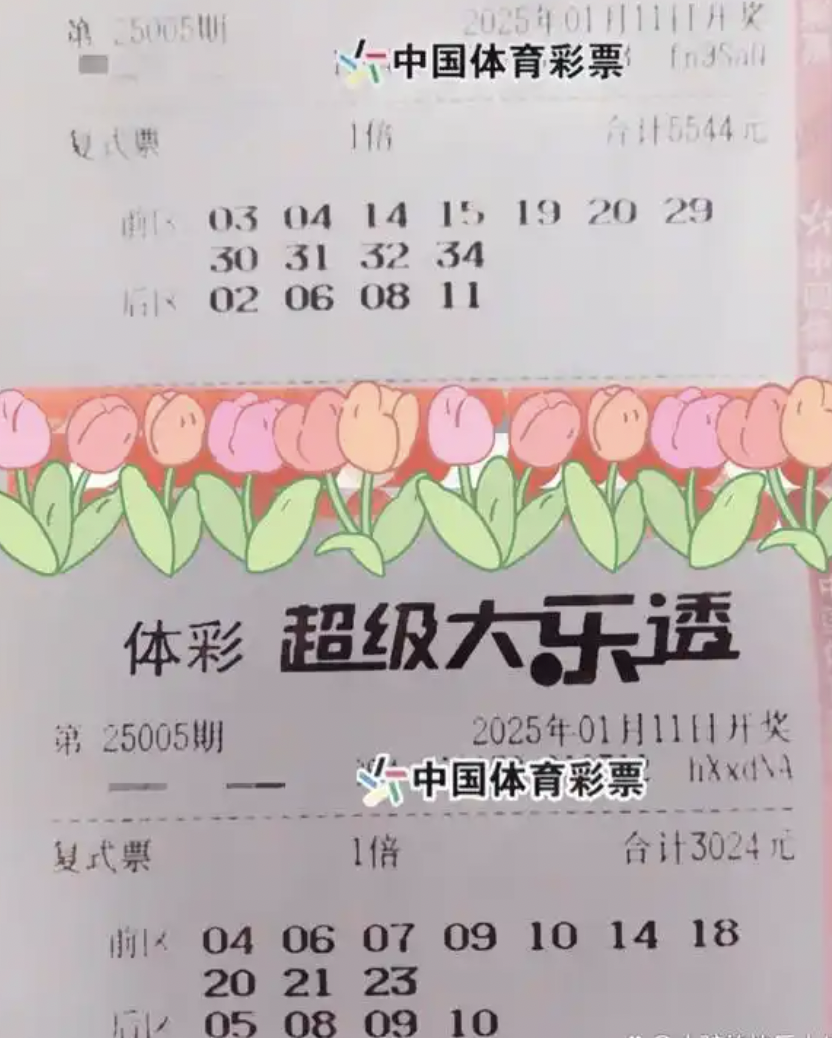 第 25005期
2025年01月11日开奖
中国体育彩票
复式票 1倍 合计5544元
前区 03 04 14 15 19 20 29
30 31 32 34
后区 02 06 08 11
体彩 超级大乐透
第 25005期 2025年01月11日开奖
中国体育彩票 hXxdVA
复式票 1倍 合计3024元
前区 04 06 07 09 10 14 18
20 21 23
后区 05 08 09 10